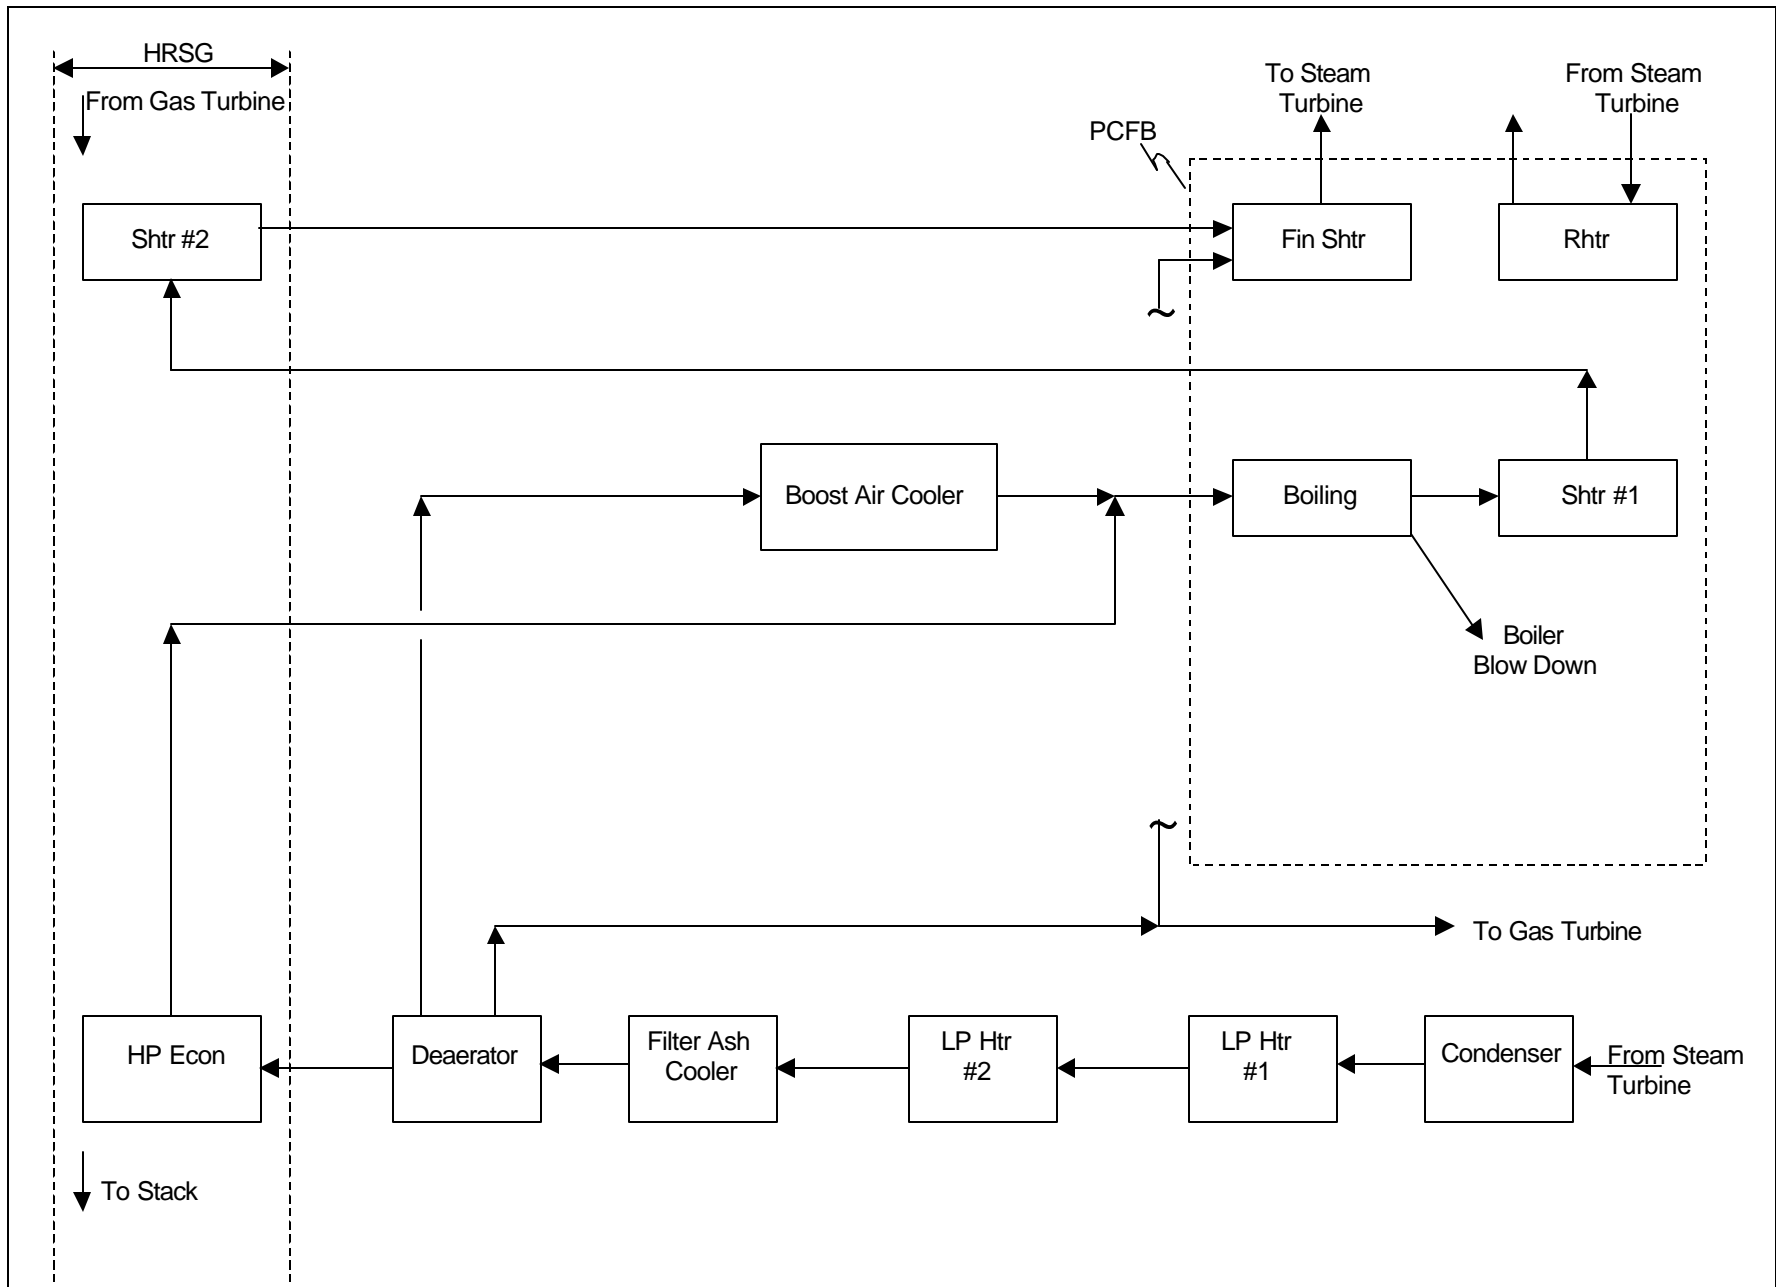 HRSG
From Gas Turbine
To Steam
Turbine
From Steam
Turbine
PCFB
Shtr #2
Fin Shtr
Rhtr
~
Boost Air Cooler
Boiling
Shtr #1
Boiler
Blow Down
~
To Gas Turbine
HP Econ
Deaerator
Filter Ash
Cooler
LP Htr
#2
LP Htr
#1
Condenser
From Steam
Turbine
To Stack